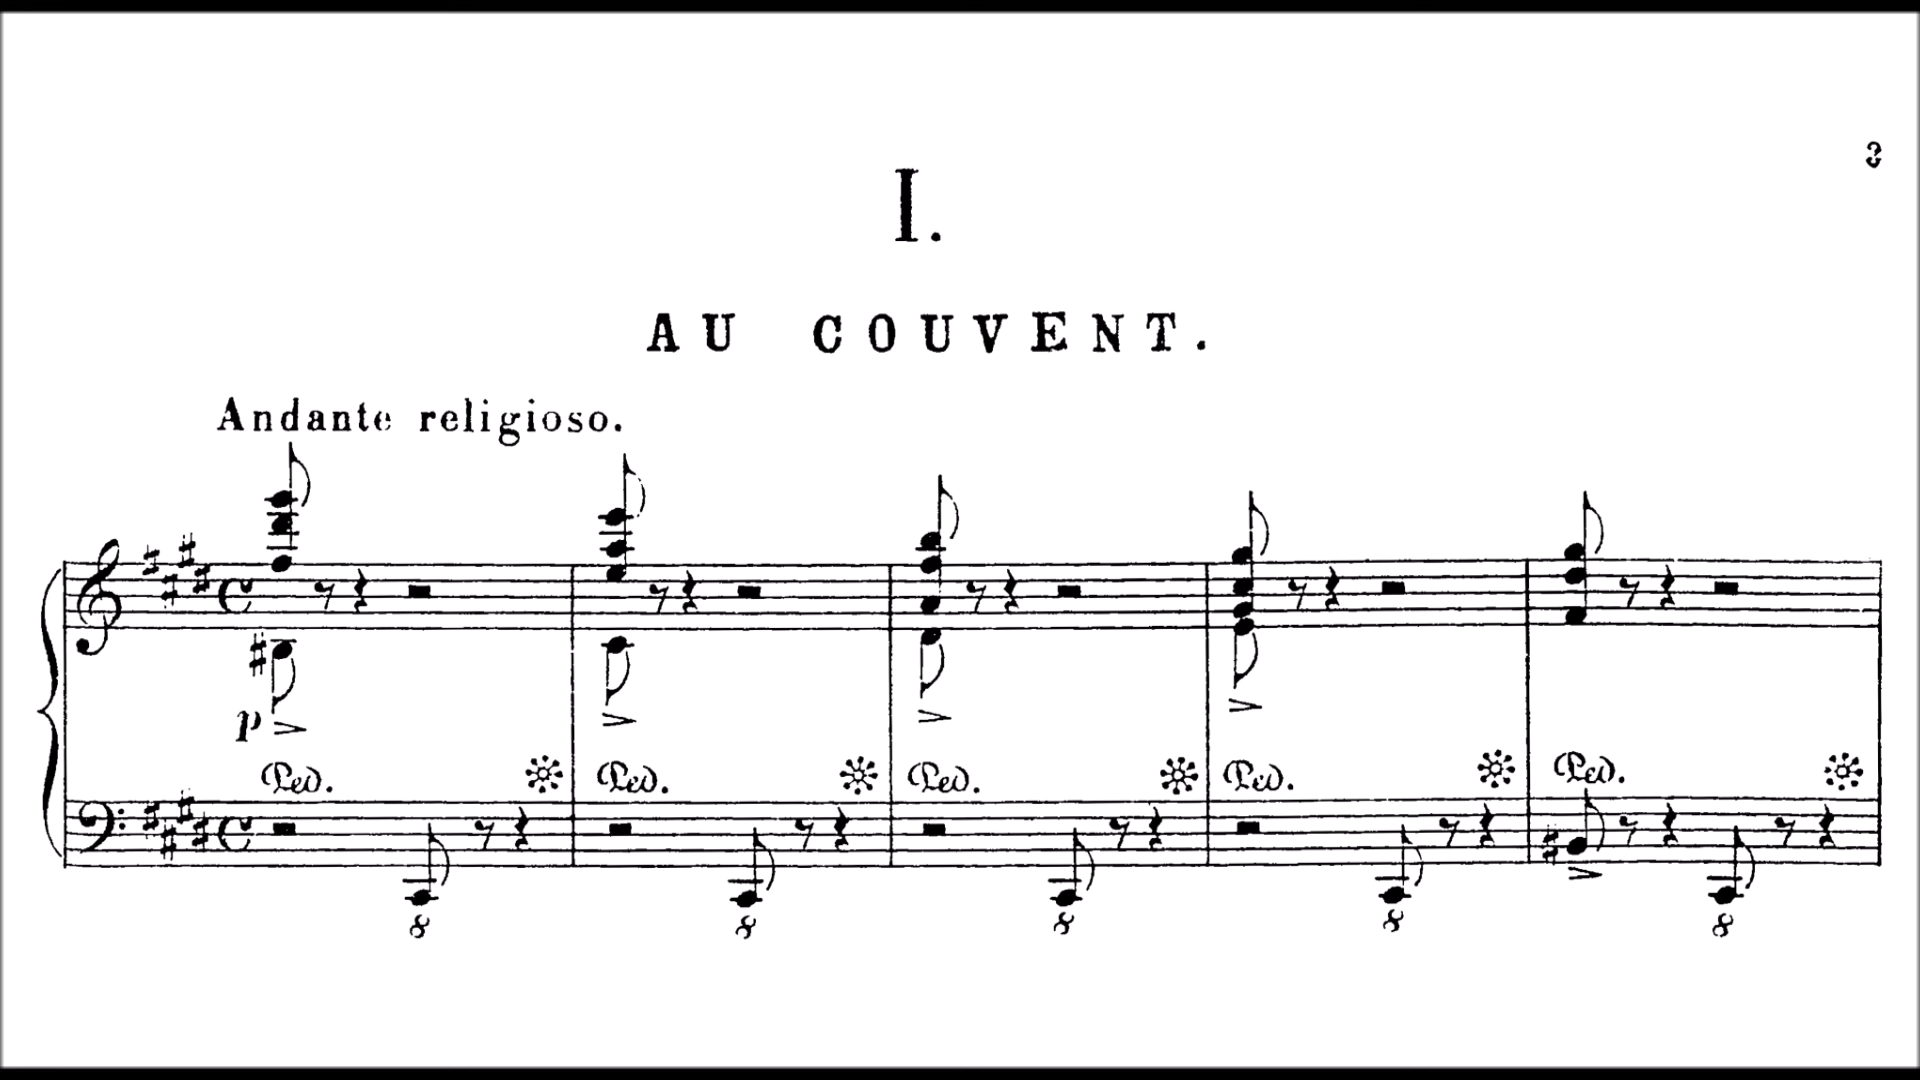 3
I.
AU COUVENT.
Andante religioso.
p
Ped. Ped. Ped. Ped. Ped.
8 8 8 8 8